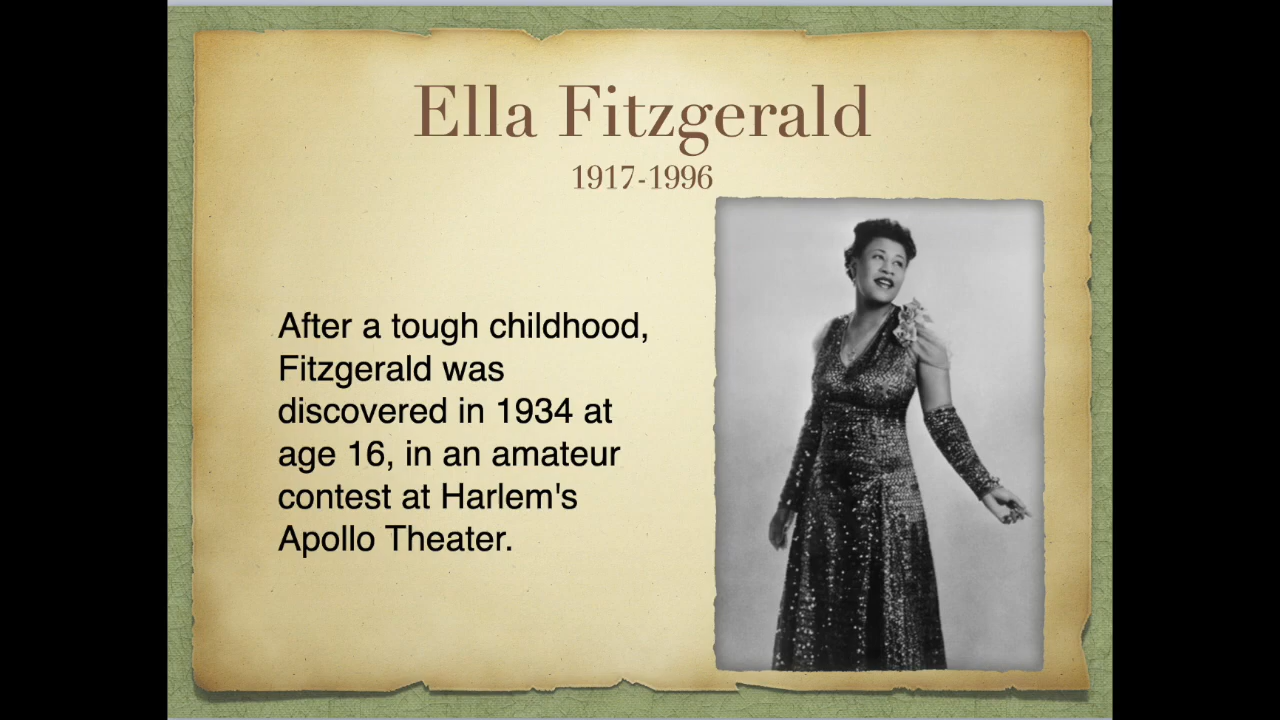 Ella Fitzgerald
1917-1996
After a tough childhood,
Fitzgerald was
discovered in 1934 at
age 16, in an amateur
contest at Harlem's
Apollo Theater.